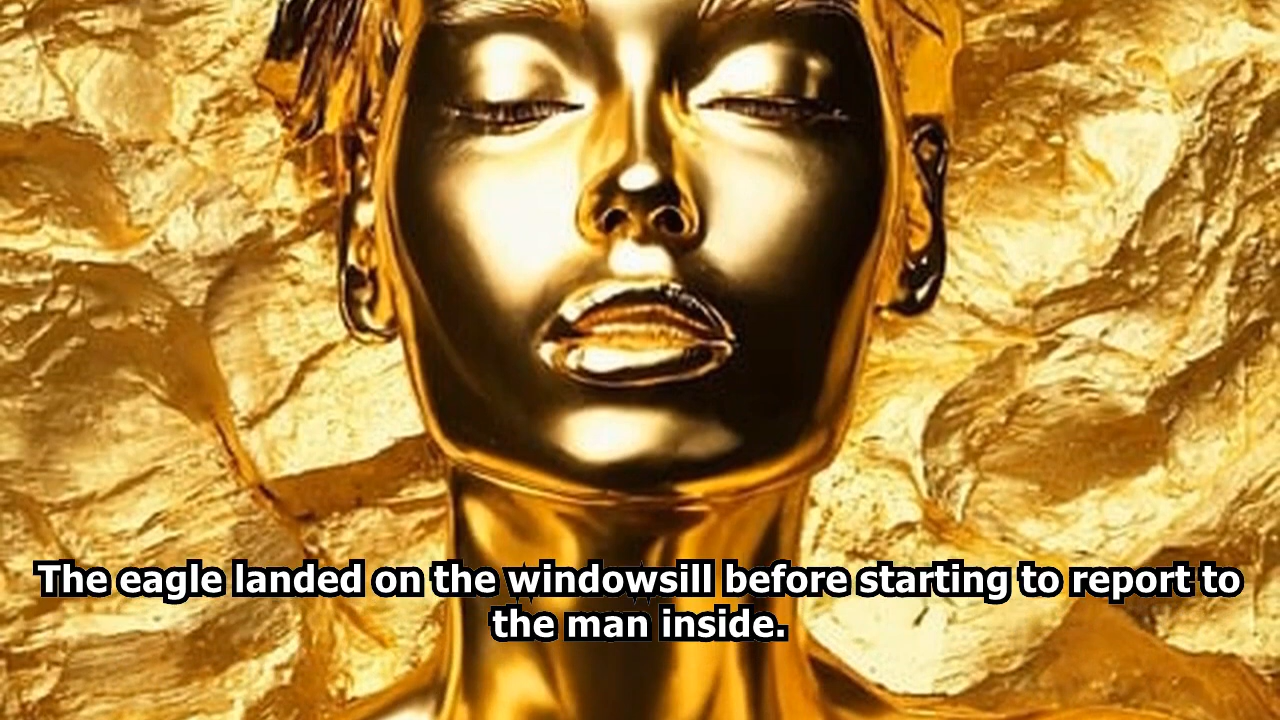 The eagle landed on the windowsill before starting to report to
the man inside.